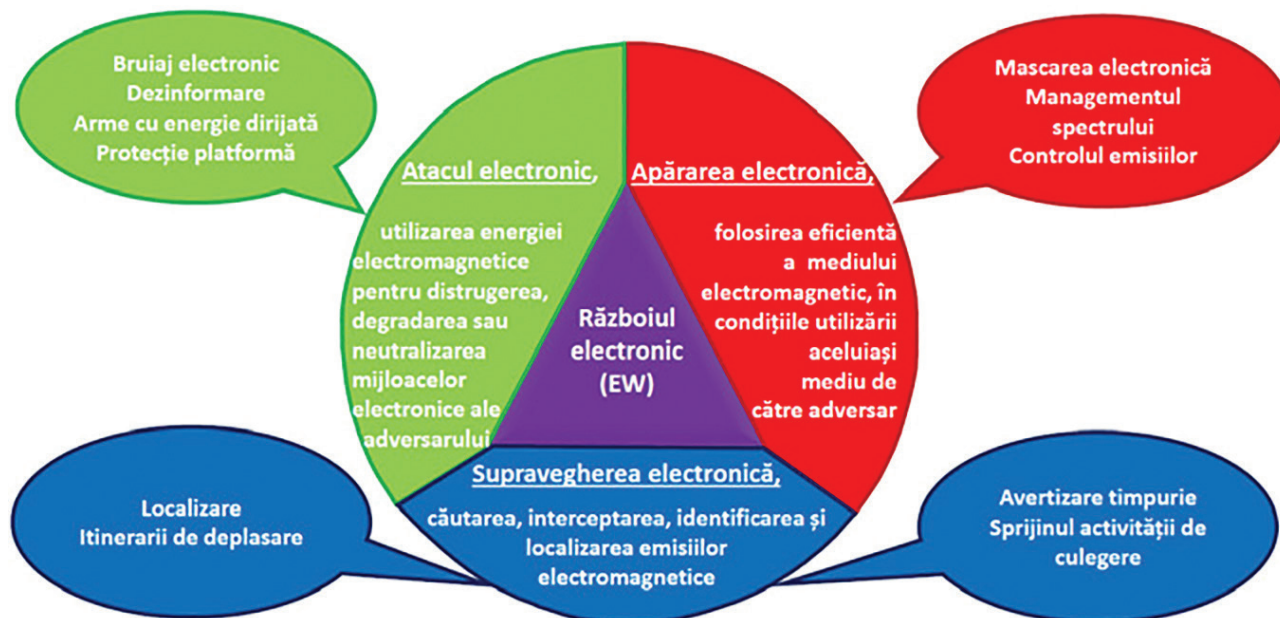 Bruiaj electronic
Dezinformare
Arme cu energie dirijată
Protecție platformă
Mascarea electronică
Managementul
spectrului
Controlul emisiilor
Atacul electronic,
utilizarea energiei
electromagnetice
pentru distrugerea,
degradarea sau
neutralizarea
mijloacelor
electronice ale
adversarului
Apărarea electronică,
folosirea eficientă
a mediului
electromagnetic, în
condițiile utilizării
aceluiași
mediu de
către adversar
Războiul
electronic
(EW)
Supravegherea electronică,
căutarea, interceptarea, identificarea și
localizarea emisiilor
electromagnetice
Localizare
Itinerarii de deplasare
Avertizare timpurie
Sprijinul activității de
culegere